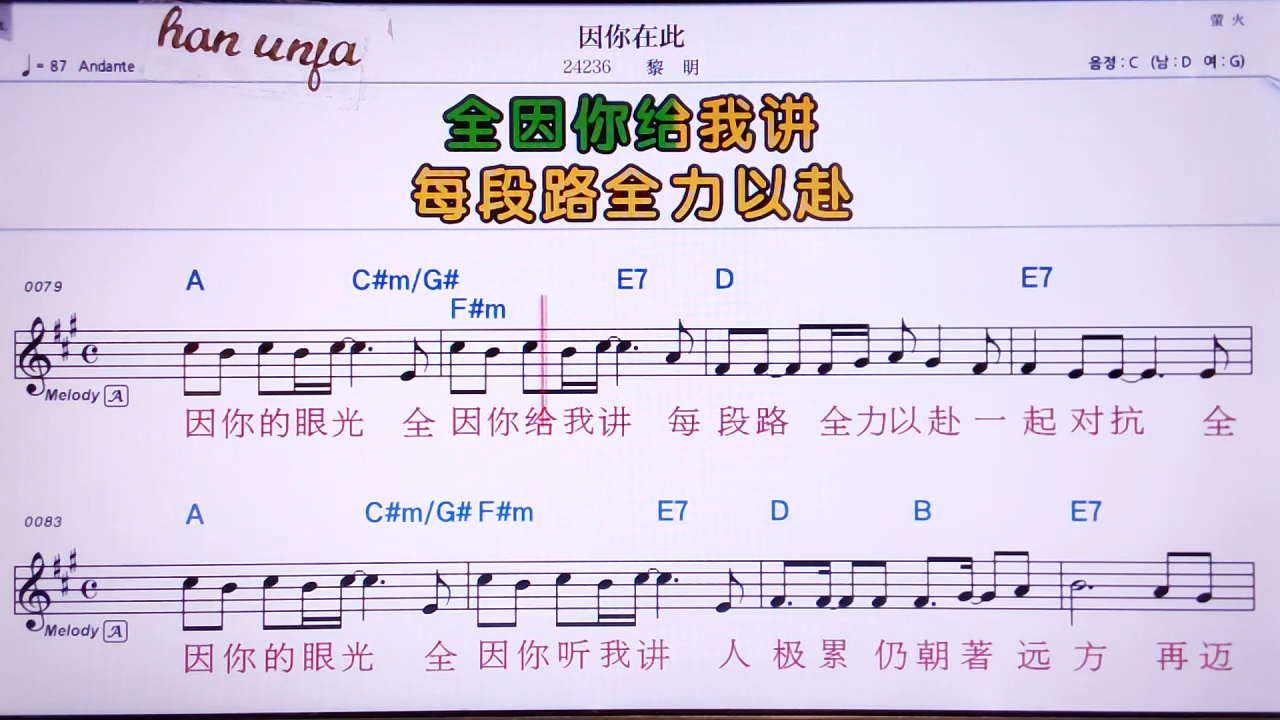 han unfa
因你在此
萤火
♩= 87 Andante
24236 黎 明
음정 : C (남 : D 여 : G)
全因你给我讲
每段路全力以赴
0079
A C#m/G# F#m E7 D E7
Melody A
因你的眼光 全 因你给我讲 每 段路 全力以赴 一 起 对抗 全
0083
A C#m/G# F#m E7 D B E7
Melody A
因你的眼光 全 因你听我讲 人 极累 仍朝著 远 方 再迈